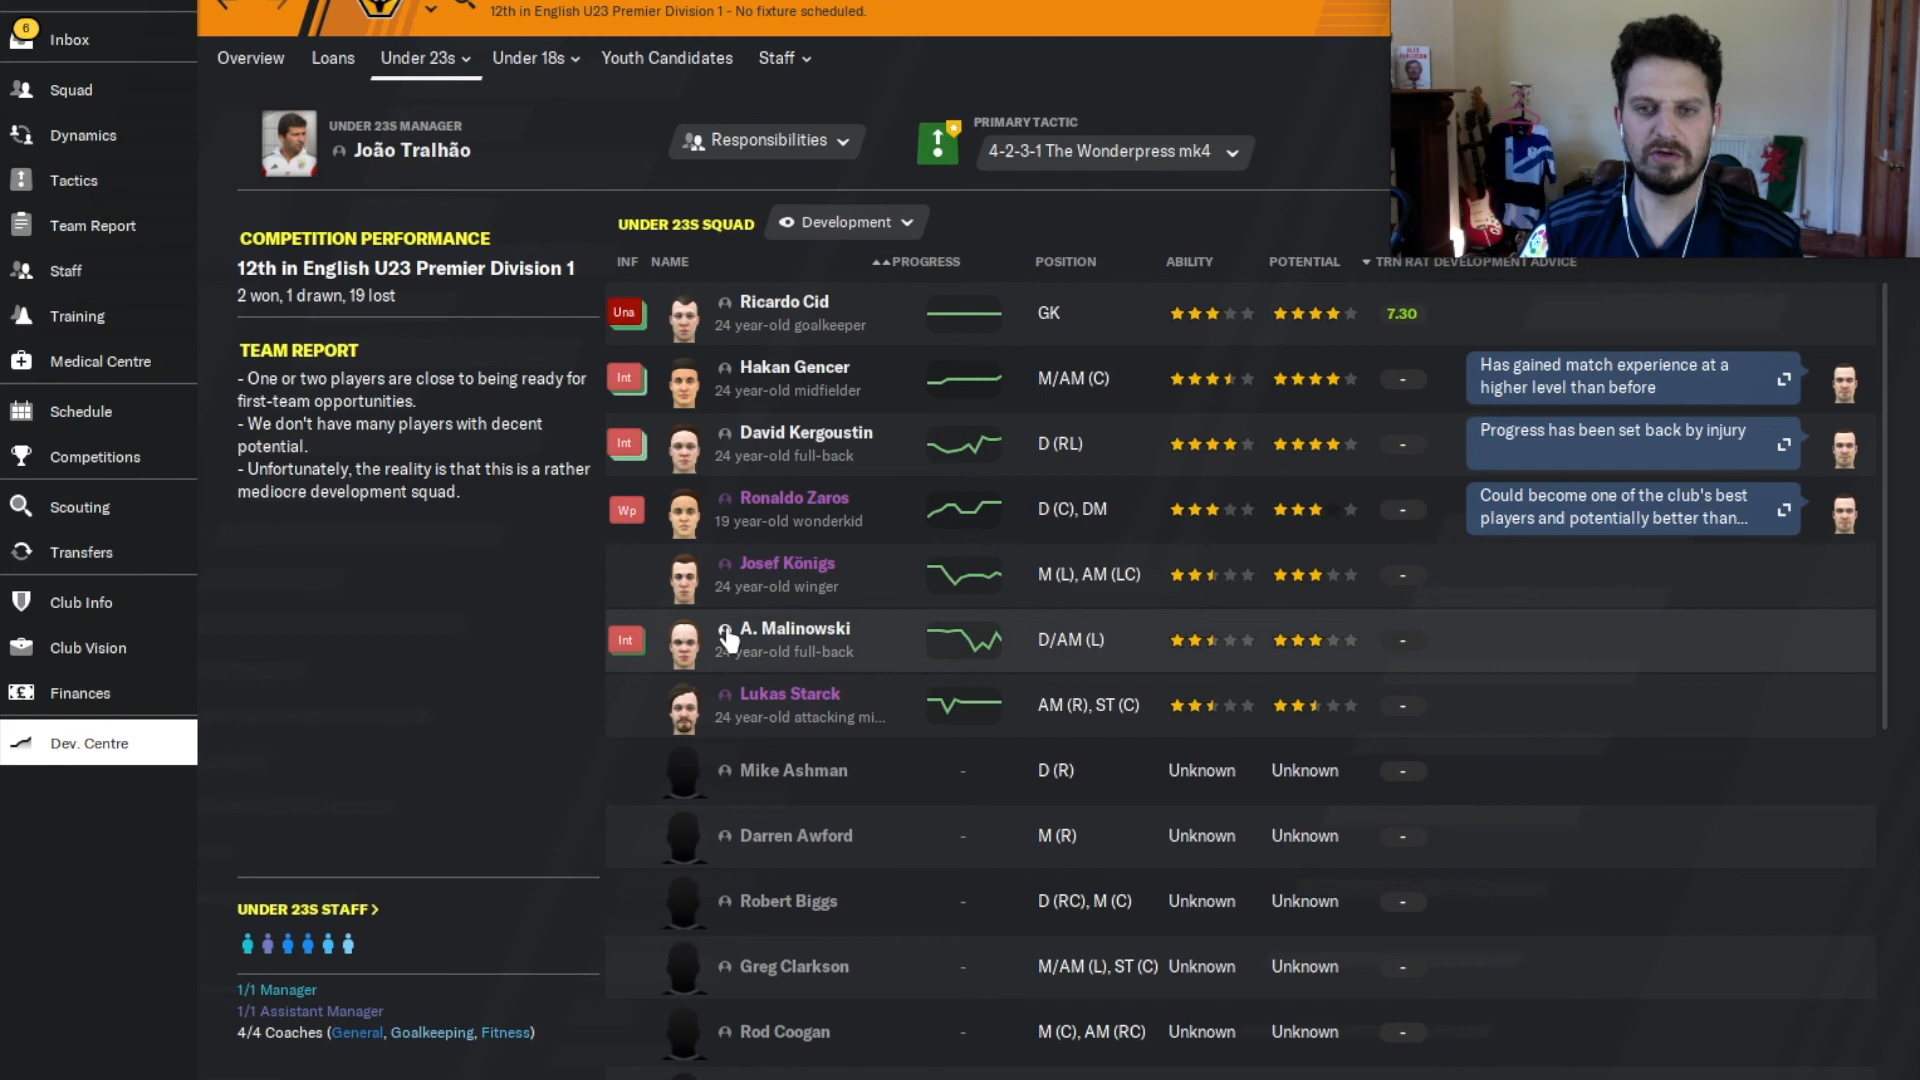 12th in English U23 Premier Division 1 - No fixture scheduled.
6
Inbox
Squad
Dynamics
Tactics
Team Report
Staff
Training
Medical Centre
Schedule
Competitions
Scouting
Transfers
Club Info
Club Vision
Finances
Dev. Centre
Overview Loans Under 23s Under 18s Youth Candidates Staff
UNDER 23S MANAGER
João Tralhão
Responsibilities
PRIMARY TACTIC
4-2-3-1 The Wonderpress mk4
COMPETITION PERFORMANCE
12th in English U23 Premier Division 1
2 won, 1 drawn, 19 lost
TEAM REPORT
- One or two players are close to being ready for
first-team opportunities.
- We don't have many players with decent
potential.
- Unfortunately, the reality is that this is a rather
mediocre development squad.
UNDER 23S STAFF >
1/1 Manager
1/1 Assistant Manager
4/4 Coaches (General, Goalkeeping, Fitness)
UNDER 23S SQUAD Development
INF NAME PROGRESS POSITION ABILITY POTENTIAL TRN RAT DEVELOPMENT ADVICE
Una Ricardo Cid GK 7.30
24 year-old goalkeeper
Int Hakan Gencer M/AM (C) -
24 year-old midfielder
Has gained match experience at a
higher level than before
Int David Kergoustin D (RL) -
24 year-old full-back
Progress has been set back by injury
Wp Ronaldo Zaros D (C), DM -
19 year-old wonderkid
Could become one of the club's best
players and potentially better than...
Josef Königs M (L), AM (LC) -
24 year-old winger
Int A. Malinowski D/AM (L) -
24 year-old full-back
Lukas Starck AM (R), ST (C) -
24 year-old attacking mi...
Mike Ashman - D (R) Unknown Unknown -
Darren Awford - M (R) Unknown Unknown -
Robert Biggs - D (RC), M (C) Unknown Unknown -
Greg Clarkson - M/AM (L), ST (C) Unknown Unknown -
Rod Coogan - M (C), AM (RC) Unknown Unknown -